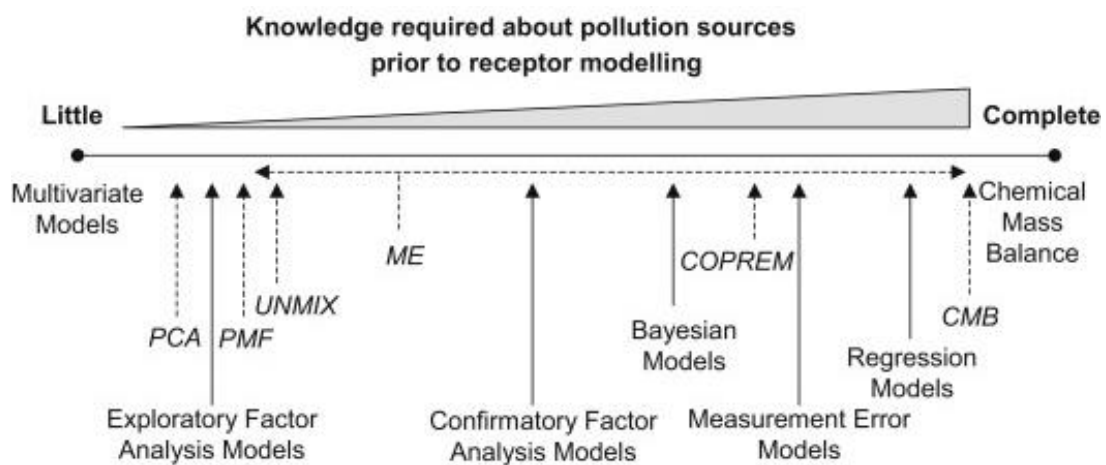 Knowledge required about pollution sources
prior to receptor modelling
Little
Complete
Multivariate
Models
Chemical
Mass
Balance
ME
COPREM
UNMIX
PCA
PMF
CMB
Bayesian
Models
Regression
Models
Exploratory Factor
Analysis Models
Confirmatory Factor
Analysis Models
Measurement Error
Models